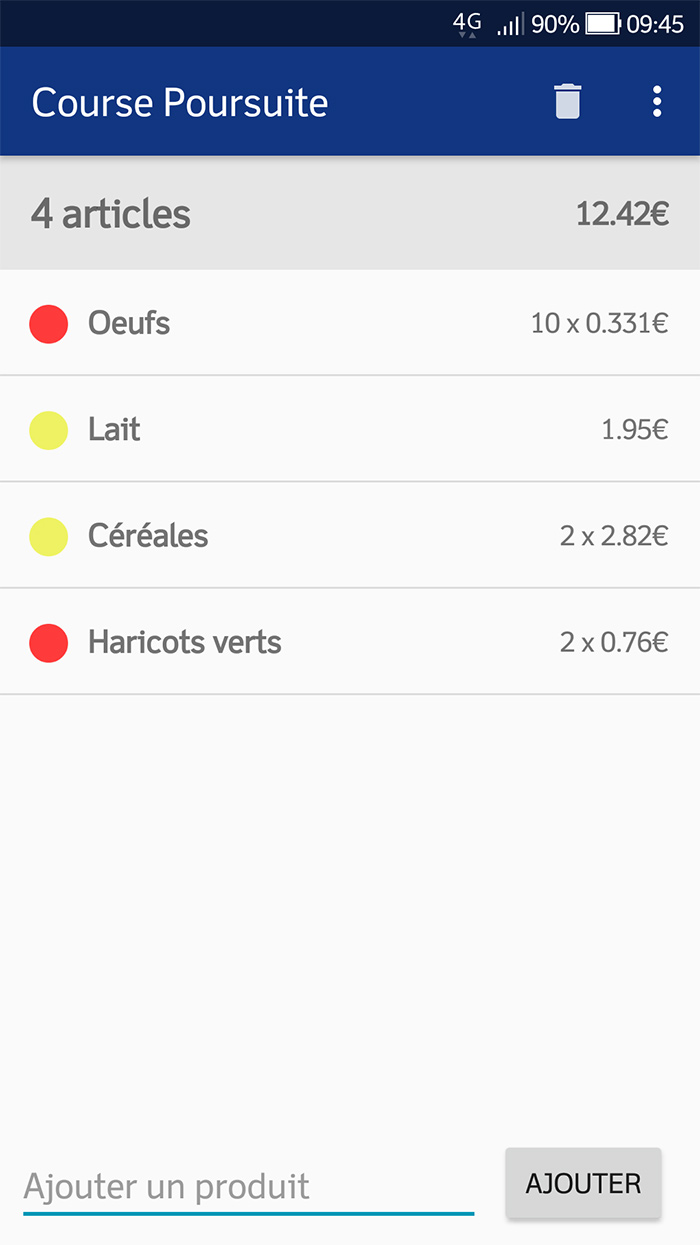 4G 90% 09:45
Course Poursuite
4 articles 12.42€
Oeufs 10 x 0.331€
Lait 1.95€
Céréales 2 x 2.82€
Haricots verts 2 x 0.76€
Ajouter un produit AJOUTER